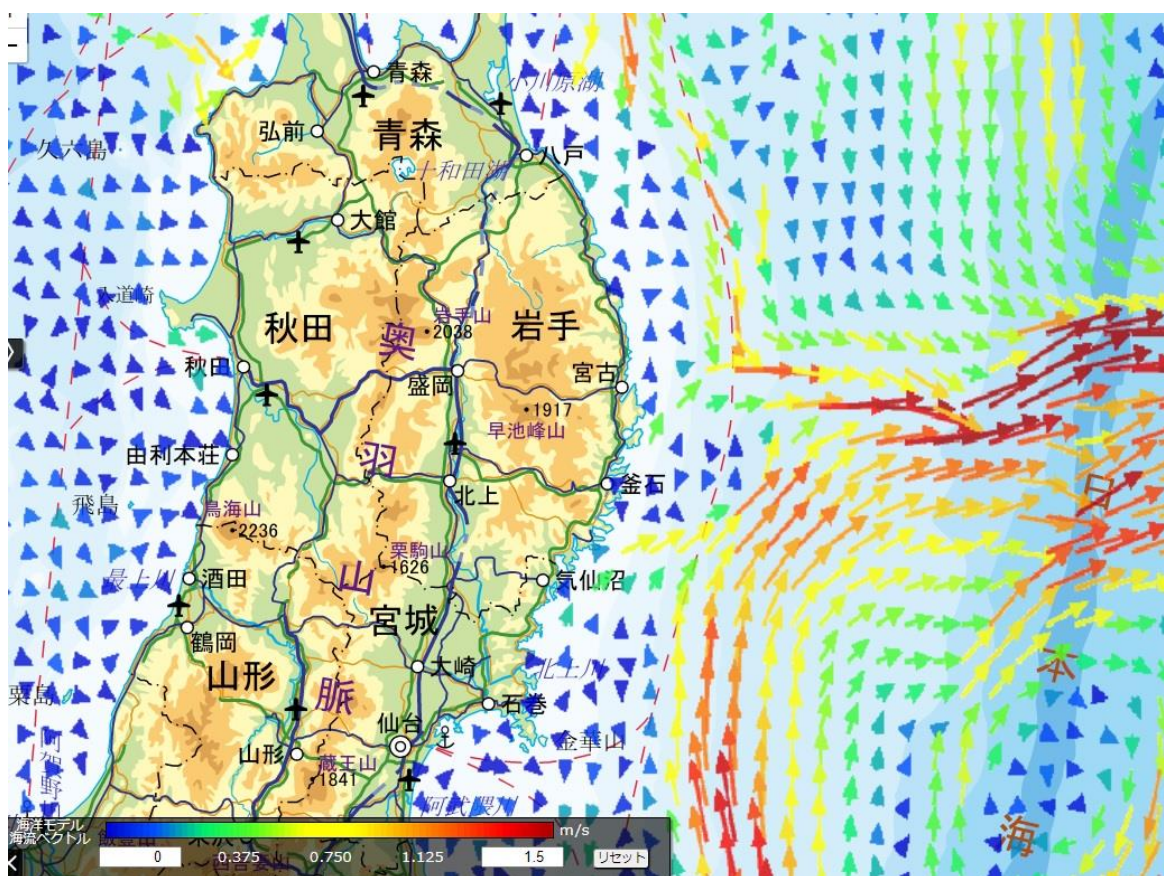 青森
小川原湖
弘前
青森
久六島
八戸
十和田湖
大館
入道崎
秋田
岩手山
2038
岩手
奥
秋田
盛岡
宮古
1917
早池峰山
羽
由利本荘
北上
釜石
日
飛島
鳥海山
2236
栗駒山
1626
最上川
酒田
山
気仙沼
宮城
鶴岡
山形
大崎
北上川
本
脈
粟島
石巻
仙台
金華山
山形
蔵王山
1841
阿武隈川
海
海洋モデル
海流ベクトル
m/s
0
0.375
0.750
1.125
1.5
リセット